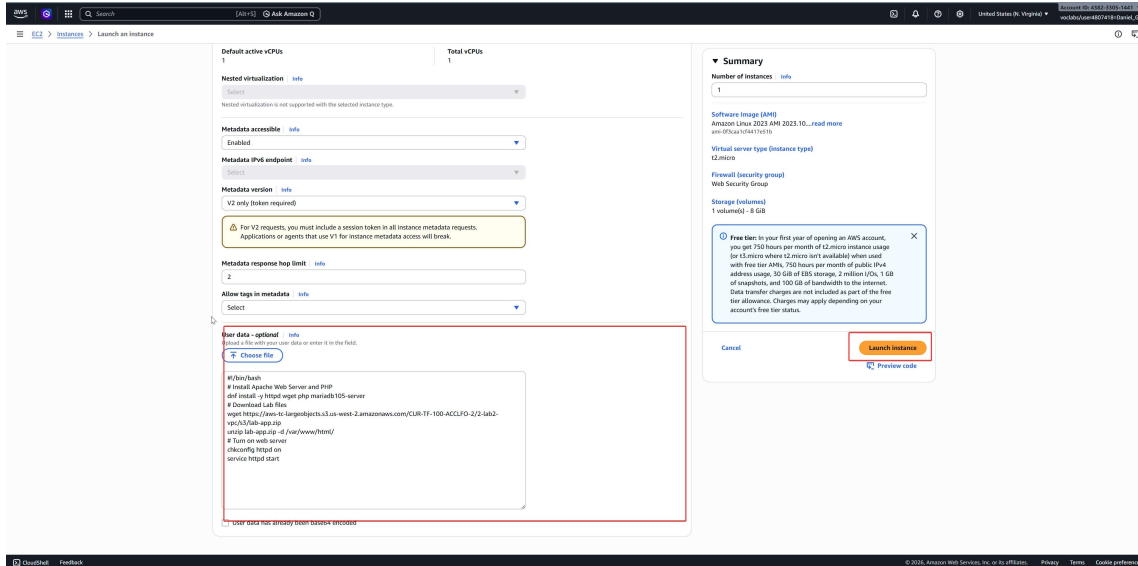 aws
Search
[Alt+S]
Ask Amazon Q
United States (N. Virginia)
Account ID: 4382-3305-1441
voclabs/user4807418=Daniel_G
EC2 > Instances > Launch an instance
Default active vCPUs
1
Total vCPUs
1
Nested virtualization | Info
Select
Nested virtualization is not supported with the selected instance type.
Metadata accessible | Info
Enabled
Metadata IPv6 endpoint | Info
Select
Metadata version | Info
V2 only (token required)
For V2 requests, you must include a session token in all instance metadata requests.
Applications or agents that use V1 for instance metadata access will break.
Metadata response hop limit | Info
2
Allow tags in metadata | Info
Select
User data - optional | Info
Upload a file with your user data or enter it in the field.
Choose file
#!/bin/bash
# Install Apache Web Server and PHP
dnf install -y httpd wget php mariadb105-server
# Download Lab files
wget https://aws-tc-largeobjects.s3.us-west-2.amazonaws.com/CUR-TF-100-ACCLFO-2/2-lab2-
vpc/s3/lab-app.zip
unzip lab-app.zip -d /var/www/html/
# Turn on web server
chkconfig httpd on
service httpd start
User data has already been base64 encoded
Summary
Number of instances | Info
1
Software Image (AMI)
Amazon Linux 2023 AMI 2023.10....read more
ami-0f3caa1cf4417e51b
Virtual server type (instance type)
t2.micro
Firewall (security group)
Web Security Group
Storage (volumes)
1 volume(s) - 8 GiB
Free tier: In your first year of opening an AWS account,
you get 750 hours per month of t2.micro instance usage
(or t3.micro where t2.micro isn't available) when used
with free tier AMIs, 750 hours per month of public IPv4
address usage, 30 GiB of EBS storage, 2 million I/Os, 1 GB
of snapshots, and 100 GB of bandwidth to the internet.
Data transfer charges are not included as part of the free
tier allowance. Charges may apply depending on your
account's free tier status.
Cancel
Launch instance
Preview code
CloudShell
Feedback
© 2026, Amazon Web Services, Inc. or its affiliates.
Privacy
Terms
Cookie preference